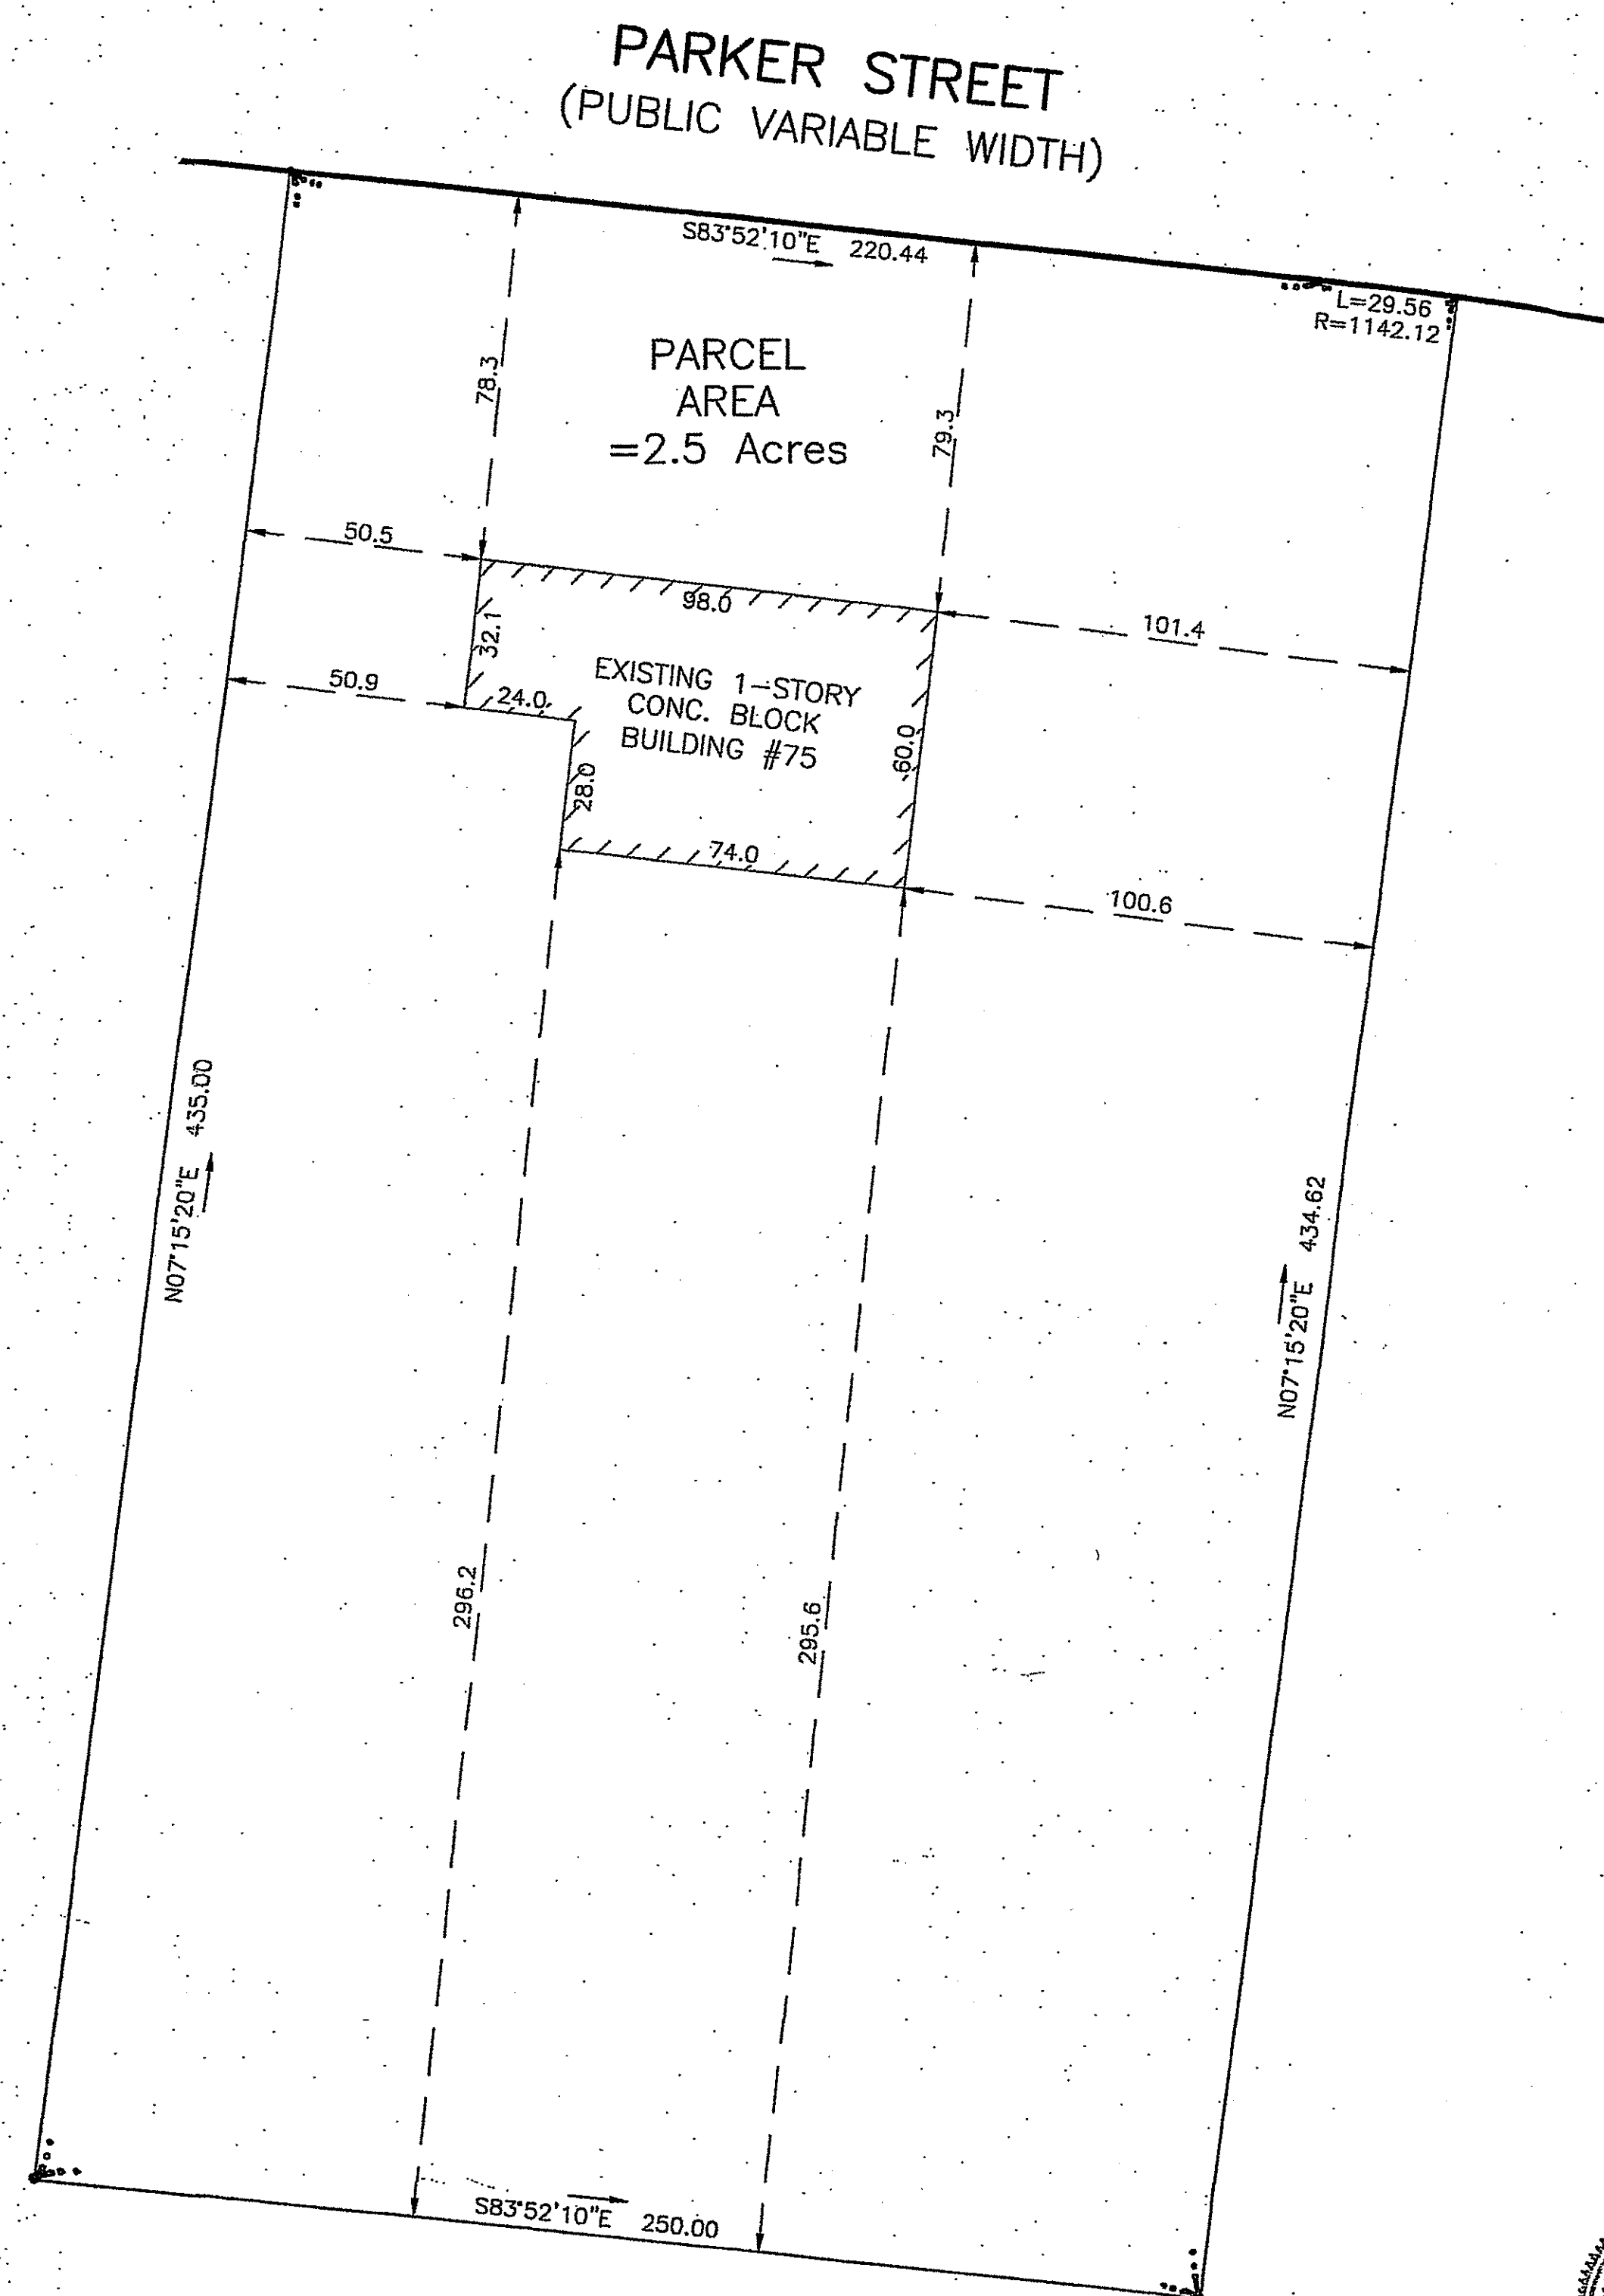 PARKER STREET
(PUBLIC VARIABLE WIDTH)
S83°52'10"E 220.44
L=29.56
R=1142.12
78.3
79.3
PARCEL
AREA
=2.5 Acres
50.5
98.0
101.4
32.1
50.9
24.0
EXISTING 1-STORY
CONC. BLOCK
BUILDING #75
60.0
28.0
74.0
100.6
N07°15'20"E 435.00
N07°15'20"E 434.62
296.2
295.6
S83°52'10"E 250.00